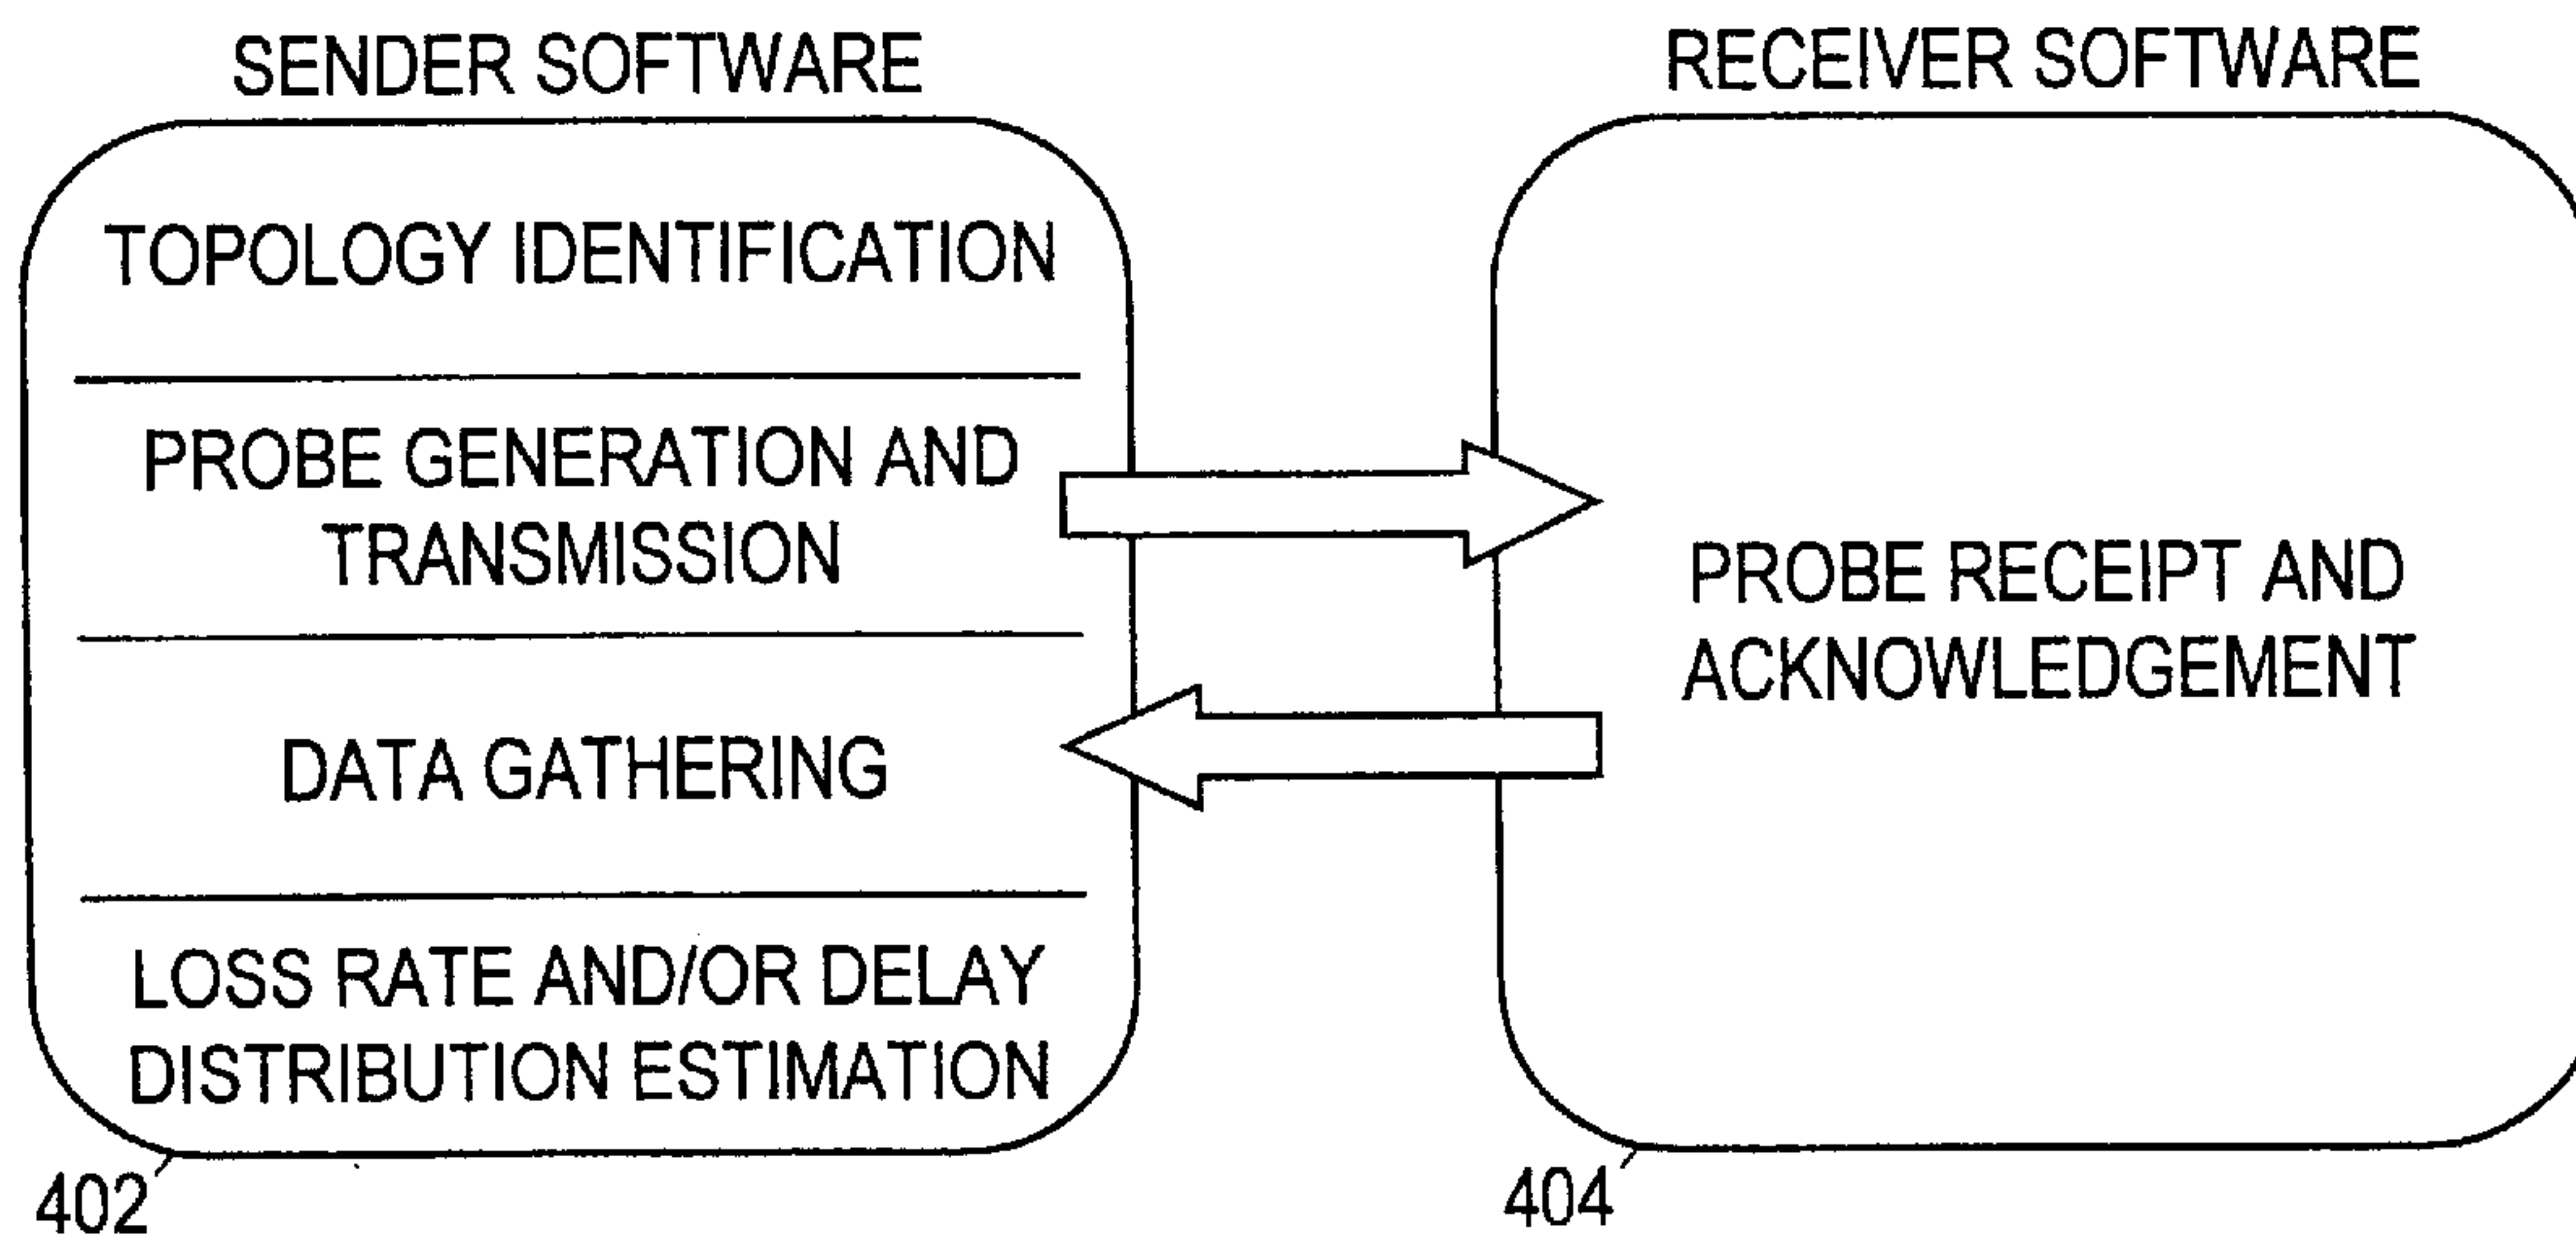 SENDER SOFTWARE
TOPOLOGY IDENTIFICATION
PROBE GENERATION AND
TRANSMISSION
DATA GATHERING
LOSS RATE AND/OR DELAY
DISTRIBUTION ESTIMATION
402
RECEIVER SOFTWARE
PROBE RECEIPT AND
ACKNOWLEDGEMENT
404